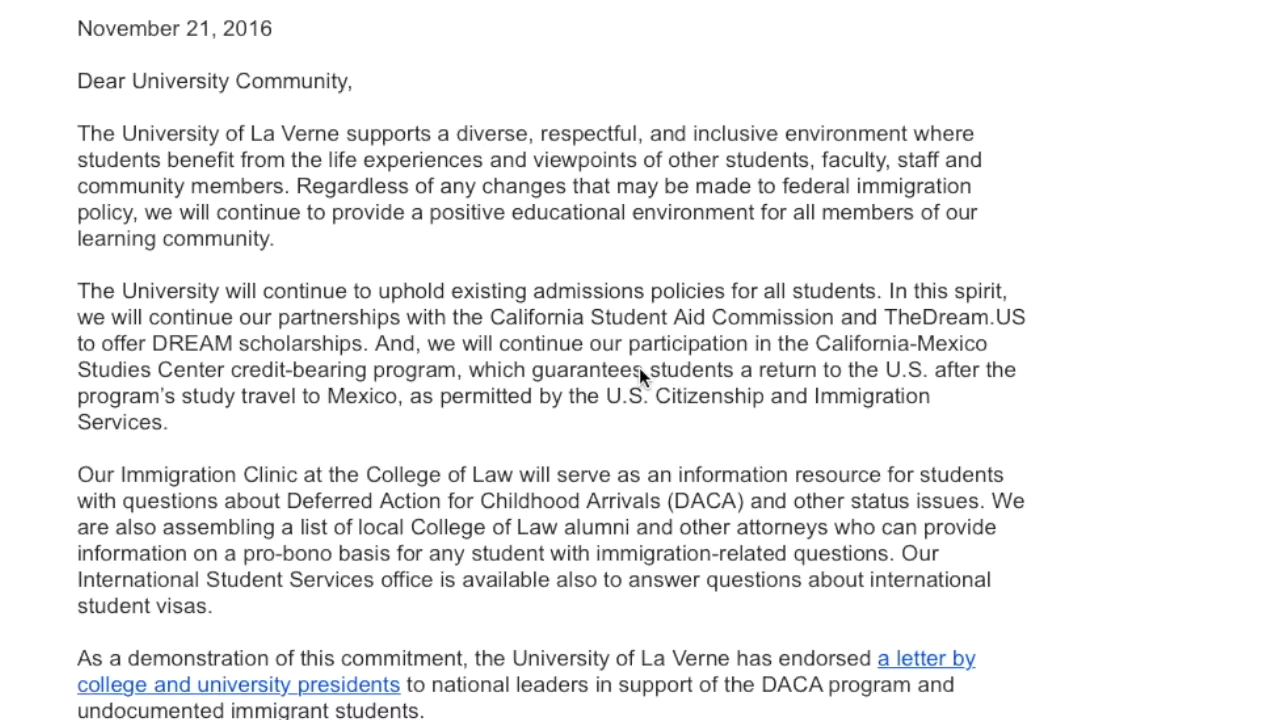 November 21, 2016
Dear University Community,
The University of La Verne supports a diverse, respectful, and inclusive environment where
students benefit from the life experiences and viewpoints of other students, faculty, staff and
community members. Regardless of any changes that may be made to federal immigration
policy, we will continue to provide a positive educational environment for all members of our
learning community.
The University will continue to uphold existing admissions policies for all students. In this spirit,
we will continue our partnerships with the California Student Aid Commission and TheDream.US
to offer DREAM scholarships. And, we will continue our participation in the California-Mexico
Studies Center credit-bearing program, which guarantees students a return to the U.S. after the
program's study travel to Mexico, as permitted by the U.S. Citizenship and Immigration
Services.
Our Immigration Clinic at the College of Law will serve as an information resource for students
with questions about Deferred Action for Childhood Arrivals (DACA) and other status issues. We
are also assembling a list of local College of Law alumni and other attorneys who can provide
information on a pro-bono basis for any student with immigration-related questions. Our
International Student Services office is available also to answer questions about international
student visas.
As a demonstration of this commitment, the University of La Verne has endorsed a letter by
college and university presidents to national leaders in support of the DACA program and
undocumented immigrant students.